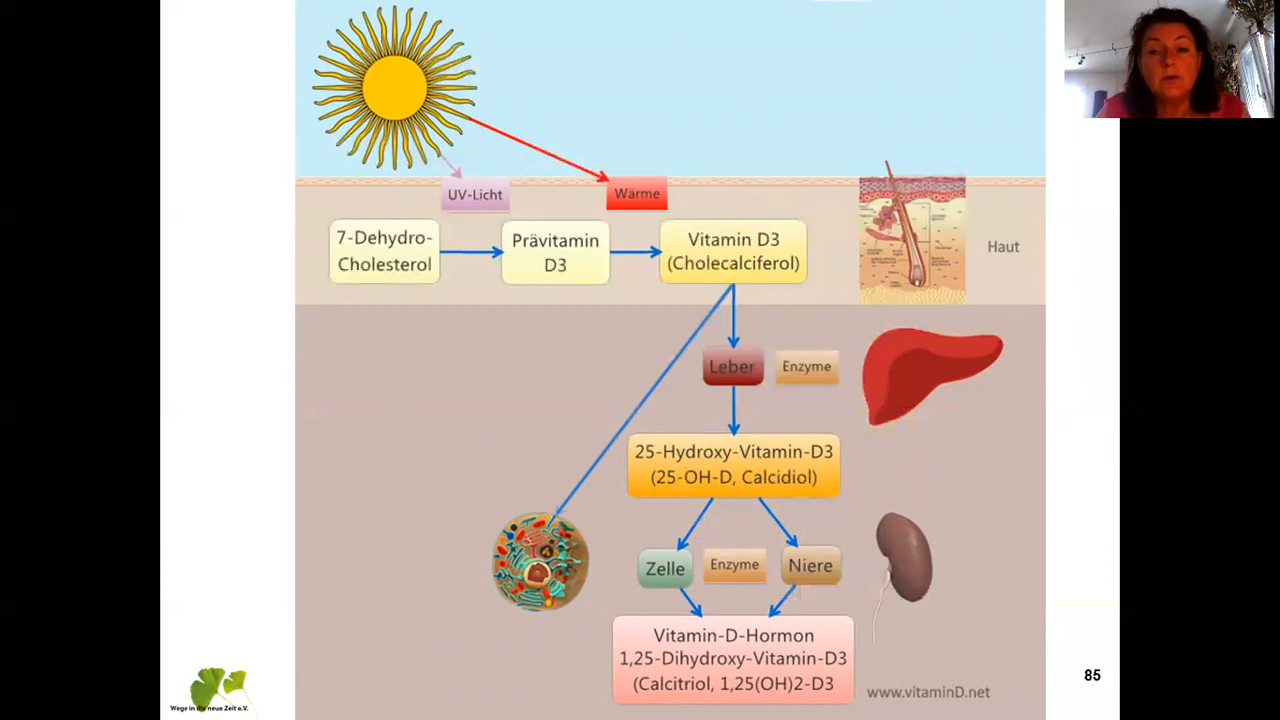 UV-Licht
Wärme
7-Dehydro-
Cholesterol
Prävitamin
D3
Vitamin D3
(Cholecalciferol)
Haut
Leber
Enzyme
25-Hydroxy-Vitamin-D3
(25-OH-D, Calcidiol)
Zelle
Enzyme
Niere
Vitamin-D-Hormon
1,25-Dihydroxy-Vitamin-D3
(Calcitriol, 1,25(OH)2-D3
www.vitaminD.net
85
Wege in die neue Zeit e.V.